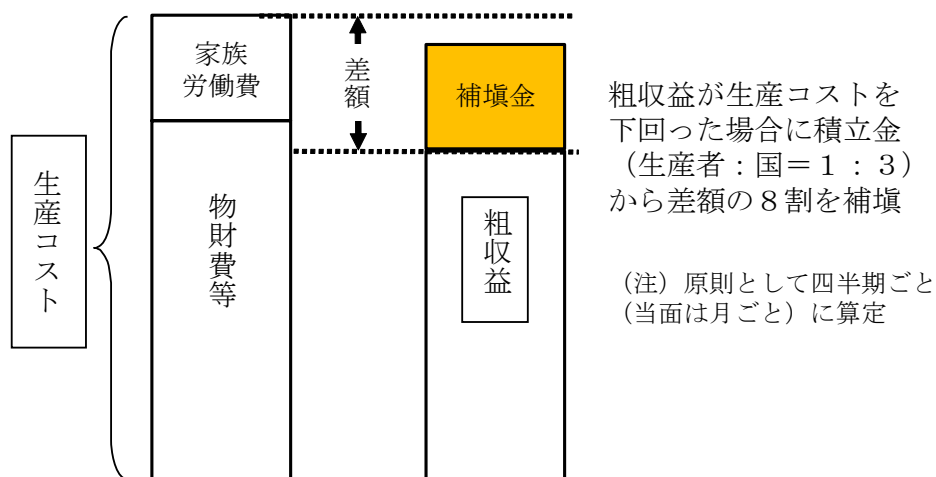 生産コスト
家族
労働費
物財費等
差額
補塡金
粗収益
粗収益が生産コストを
下回った場合に積立金
（生産者：国＝１：３）
から差額の８割を補塡
（注）原則として四半期ごと
（当面は月ごと）に算定